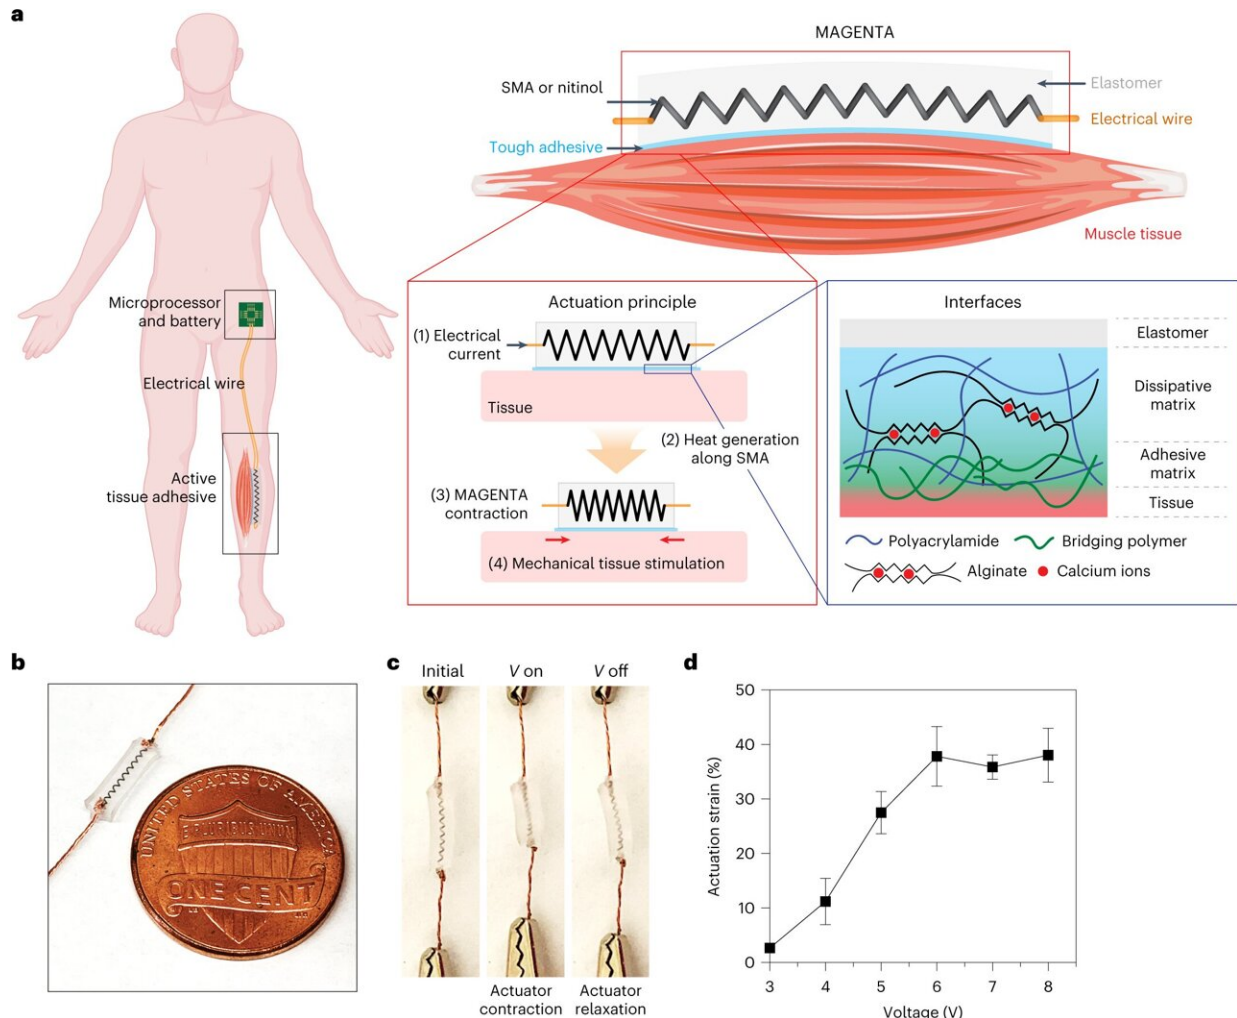 a
MAGENTA
SMA or nitinol
Elastomer
Electrical wire
Tough adhesive
Muscle tissue
Microprocessor
and battery
Electrical wire
Active
tissue adhesive
Actuation principle
(1) Electrical
current
Tissue
(2) Heat generation
along SMA
(3) MAGENTA
contraction
(4) Mechanical tissue stimulation
Interfaces
Elastomer
Dissipative
matrix
Adhesive
matrix
Tissue
Polyacrylamide
Bridging polymer
Alginate
Calcium ions
b
UNITED STATES OF AMERICA
E PLURIBUS UNUM
ONE CENT
c
Initial
V on
V off
Actuator
contraction
Actuator
relaxation
d
50
40
30
20
10
0
Actuation strain (%)
3 4 5 6 7 8
Voltage (V)